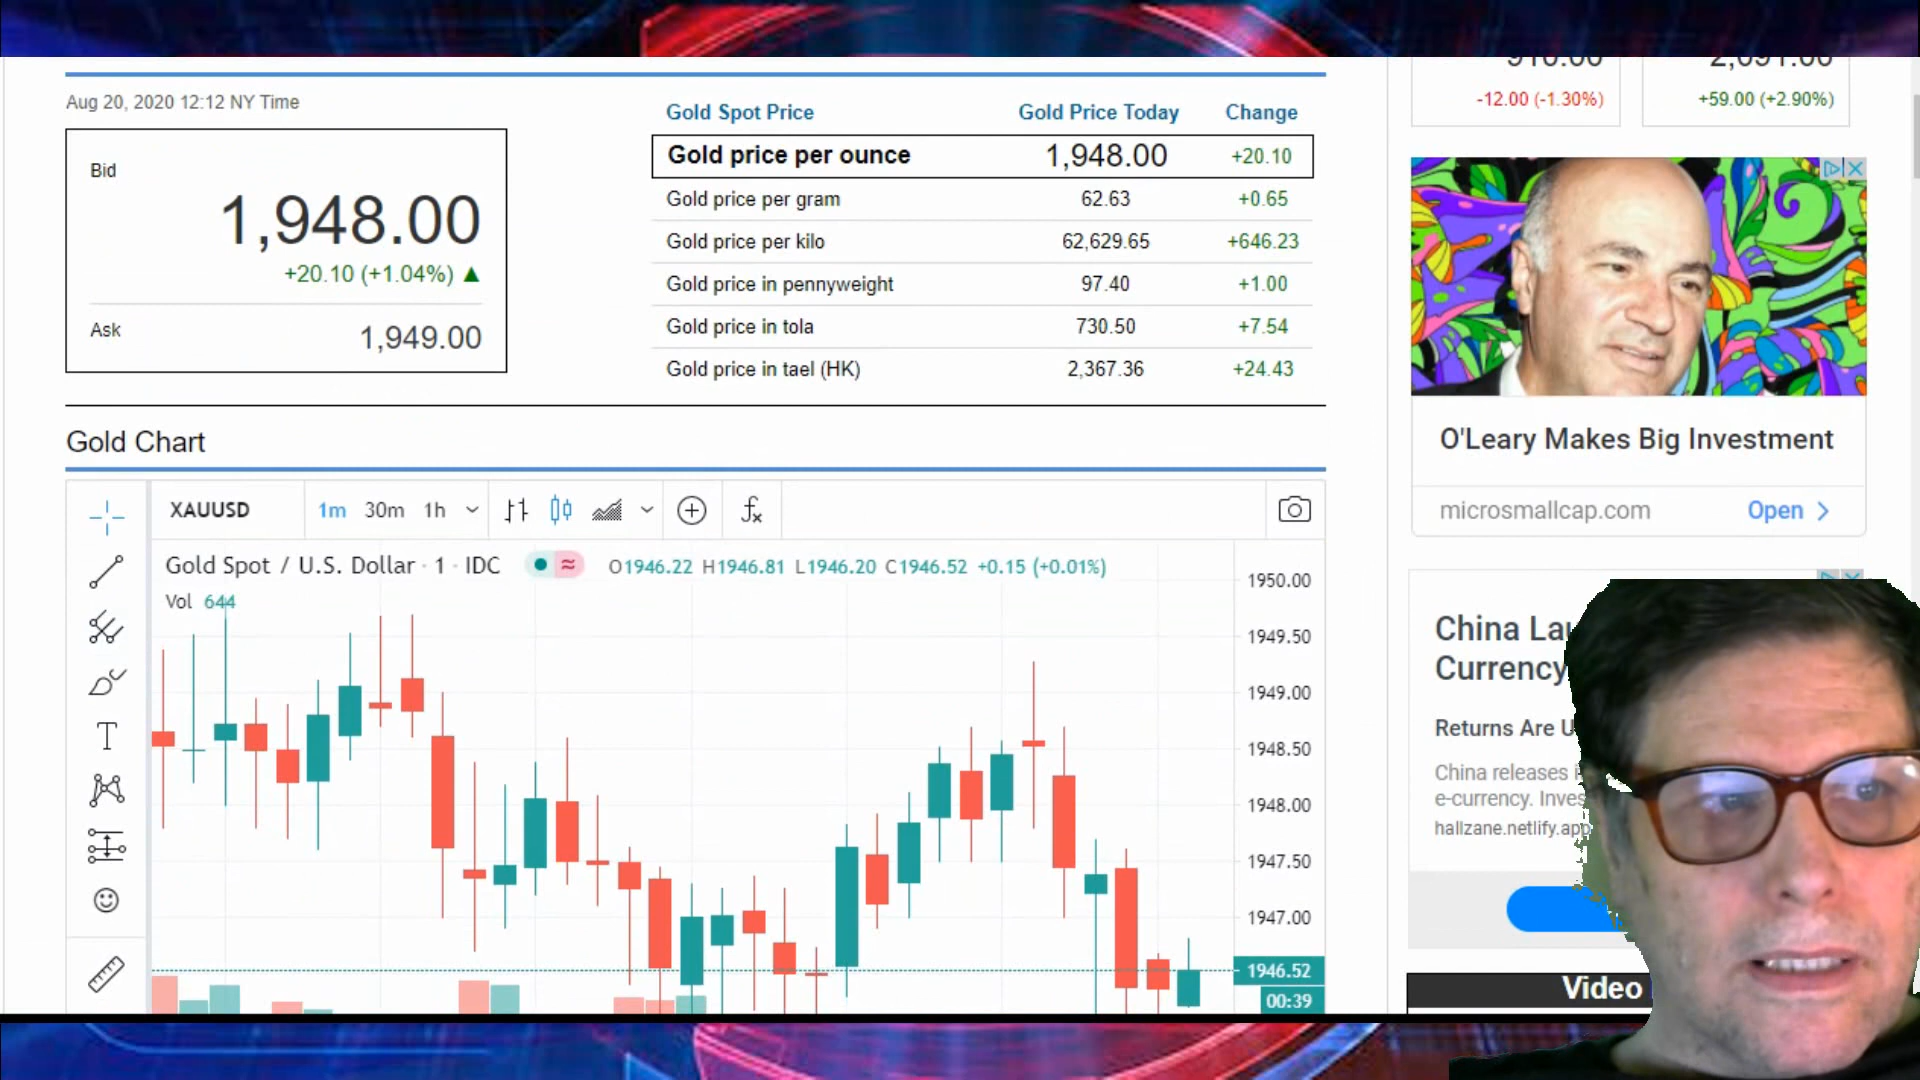 Aug 20, 2020 12:12 NY Time
Bid
1,948.00
+20.10 (+1.04%) ▲
Ask 1,949.00
Gold Spot Price Gold Price Today Change
Gold price per ounce 1,948.00 +20.10
Gold price per gram 62.63 +0.65
Gold price per kilo 62,629.65 +646.23
Gold price in pennyweight 97.40 +1.00
Gold price in tola 730.50 +7.54
Gold price in tael (HK) 2,367.36 +24.43
-12.00 (-1.30%) +59.00 (+2.90%)
O'Leary Makes Big Investment
microsmallcap.com Open
Gold Chart
XAUUSD 1m 30m 1h
Gold Spot / U.S. Dollar · 1 · IDC O1946.22 H1946.81 L1946.20 C1946.52 +0.15 (+0.01%)
Vol 644
1950.00
1949.50
1949.00
1948.50
1948.00
1947.50
1947.00
1946.52
00:39
China
Currency
Returns Are
China releases
e-currency.
hallzane.netlify.app
Video